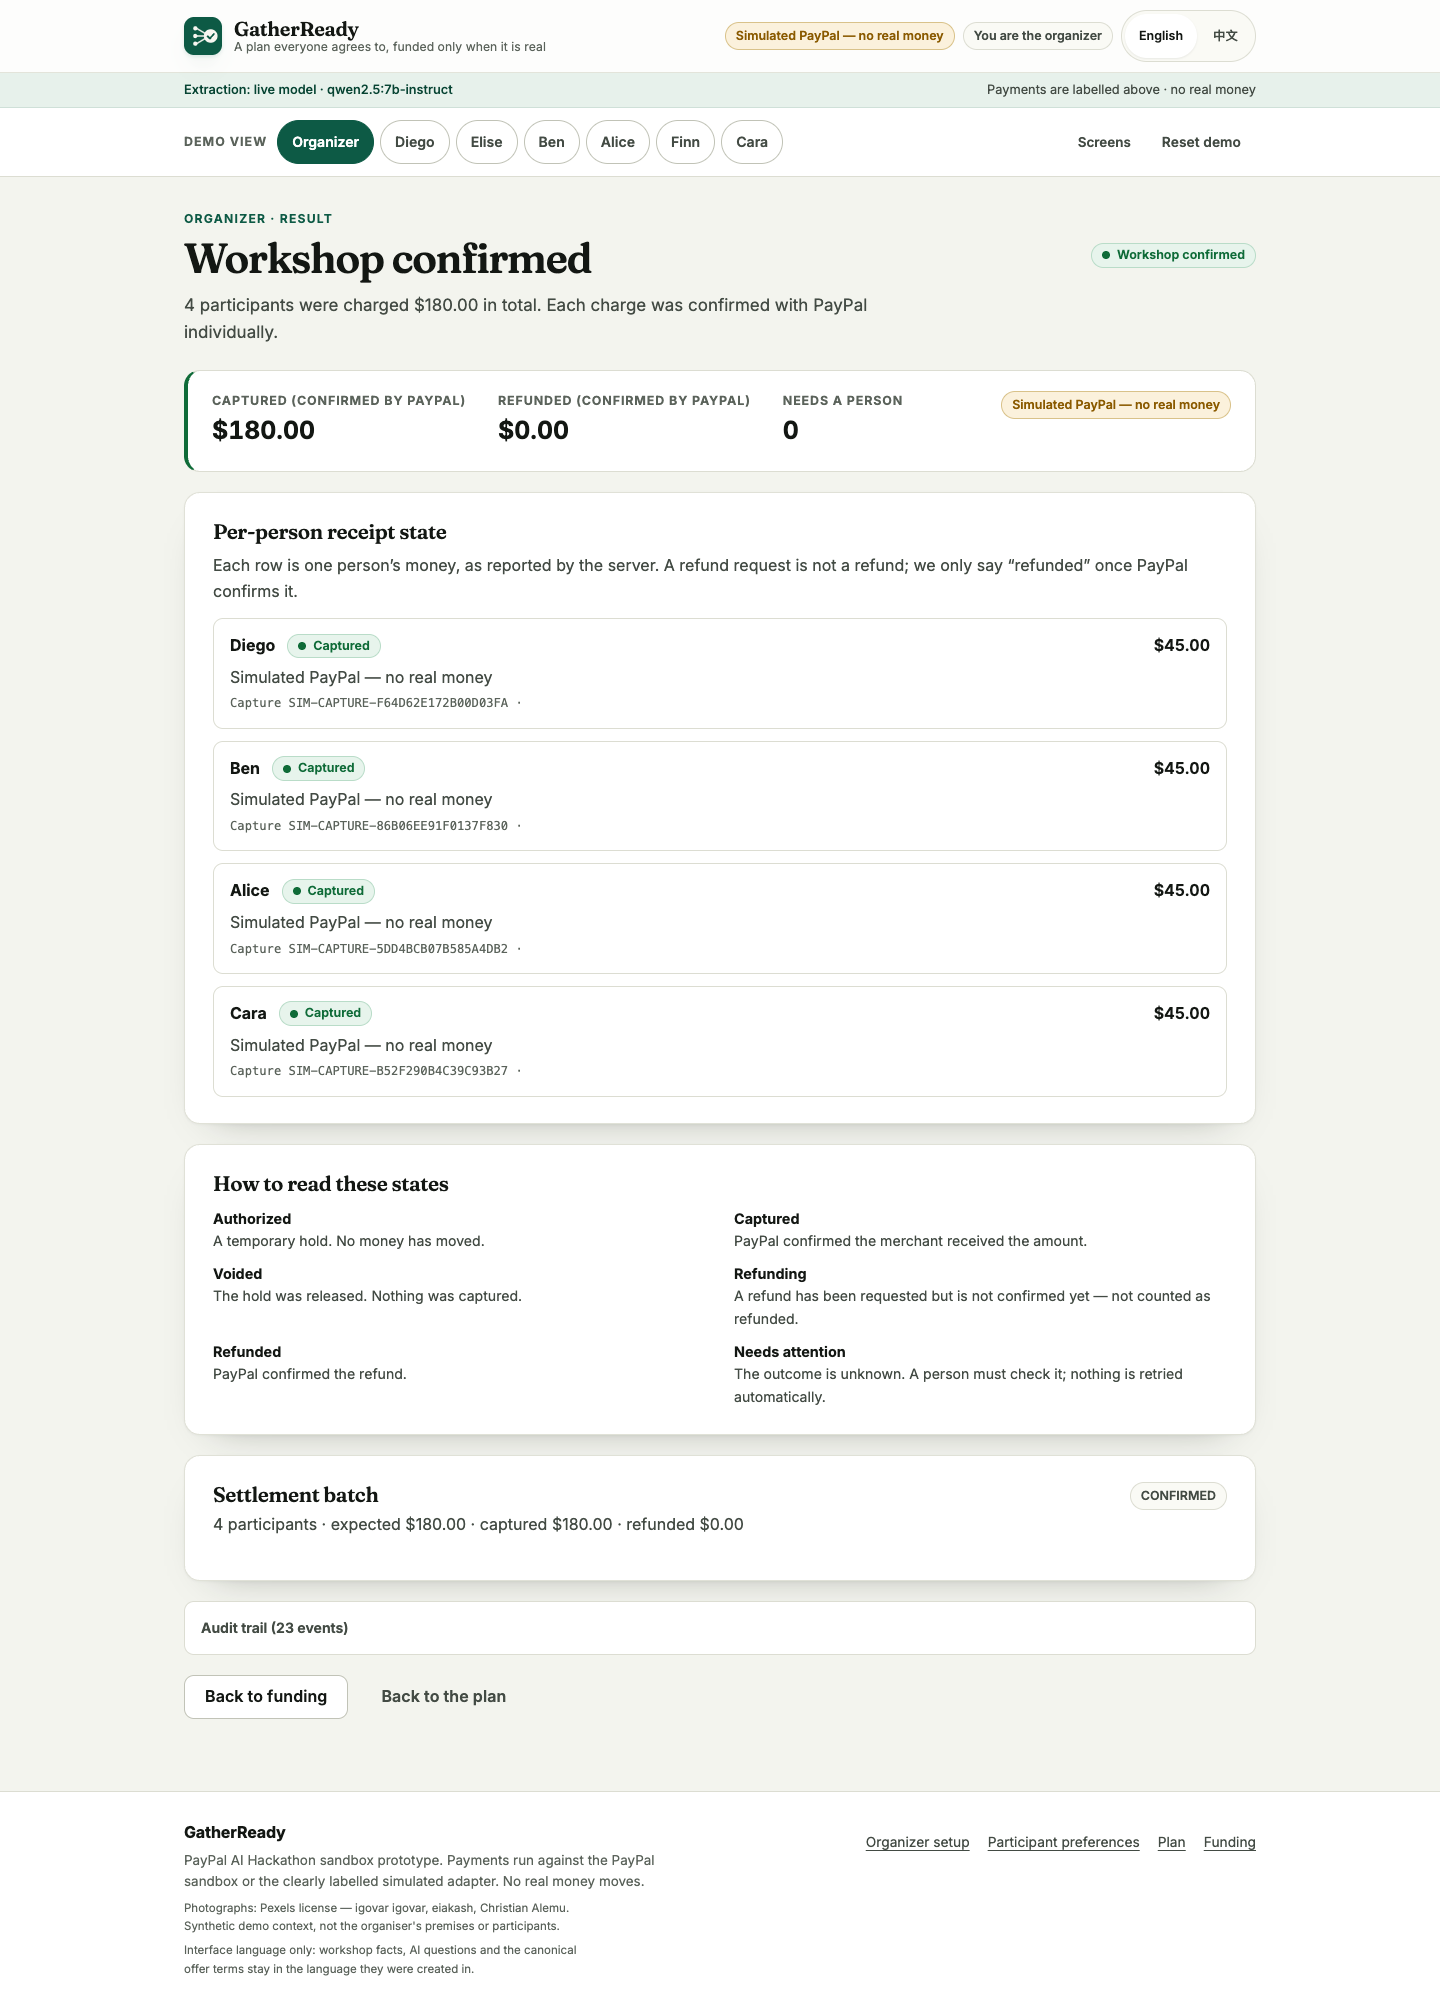 GatherReady
A plan everyone agrees to, funded only when it is real
Simulated PayPal — no real money
You are the organizer
English
中文
Extraction: live model · qwen2.5:7b-instruct
Payments are labelled above · no real money
DEMO VIEW
Organizer
Diego
Elise
Ben
Alice
Finn
Cara
Screens
Reset demo
ORGANIZER · RESULT
Workshop confirmed
Workshop confirmed
4 participants were charged $180.00 in total. Each charge was confirmed with PayPal
individually.
CAPTURED (CONFIRMED BY PAYPAL)
$180.00
REFUNDED (CONFIRMED BY PAYPAL)
$0.00
NEEDS A PERSON
0
Simulated PayPal — no real money
Per-person receipt state
Each row is one person’s money, as reported by the server. A refund request is not a refund; we only say “refunded” once PayPal
confirms it.
Diego
Captured
$45.00
Simulated PayPal — no real money
Capture SIM-CAPTURE-F64D62E172B00D03FA ·
Ben
Captured
$45.00
Simulated PayPal — no real money
Capture SIM-CAPTURE-86B06EE91F0137F830 ·
Alice
Captured
$45.00
Simulated PayPal — no real money
Capture SIM-CAPTURE-5DD4BCB07B585A4DB2 ·
Cara
Captured
$45.00
Simulated PayPal — no real money
Capture SIM-CAPTURE-B52F290B4C39C93B27 ·
How to read these states
Authorized
A temporary hold. No money has moved.
Captured
PayPal confirmed the merchant received the amount.
Voided
The hold was released. Nothing was captured.
Refunding
A refund has been requested but is not confirmed yet — not counted as
refunded.
Refunded
PayPal confirmed the refund.
Needs attention
The outcome is unknown. A person must check it; nothing is retried
automatically.
Settlement batch
CONFIRMED
4 participants · expected $180.00 · captured $180.00 · refunded $0.00
Audit trail (23 events)
Back to funding
Back to the plan
GatherReady
PayPal AI Hackathon sandbox prototype. Payments run against the PayPal
sandbox or the clearly labelled simulated adapter. No real money moves.
Photographs: Pexels license — igovar igovar, eiakash, Christian Alemu.
Synthetic demo context, not the organiser's premises or participants.
Interface language only: workshop facts, AI questions and the canonical
offer terms stay in the language they were created in.
Organizer setup
Participant preferences
Plan
Funding